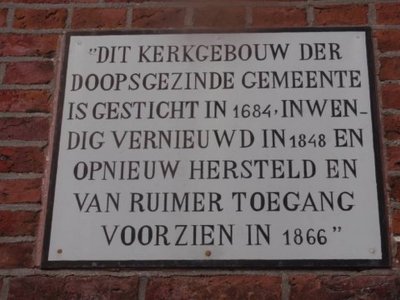 "DIT KERKGEBOUW DER
DOOPSGEZINDE GEMEENTE
IS GESTICHT IN 1684, INWEN-
DIG VERNIEUWD IN 1848 EN
OPNIEUW HERSTELD EN
VAN RUIMER TOEGANG
VOORZIEN IN 1866"